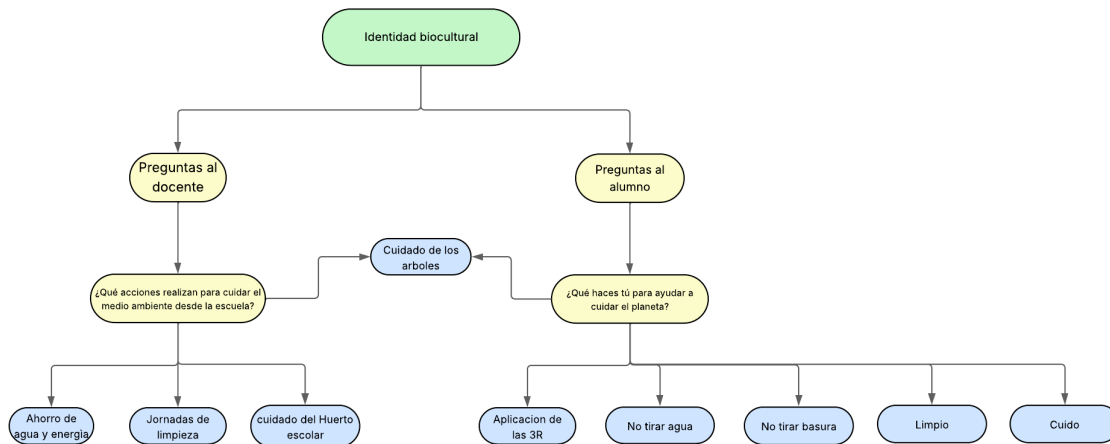 Identidad biocultural
Preguntas al
docente
Preguntas al
alumno
Cuidado de los
arboles
¿Qué acciones realizan para cuidar el
medio ambiente desde la escuela?
¿Qué haces tú para ayudar a
cuidar el planeta?
Ahorro de
agua y energìa
Jornadas de
limpieza
cuidado del Huerto
escolar
Aplicacion de
las 3R
No tirar agua
No tirar basura
Limpio
Cuido